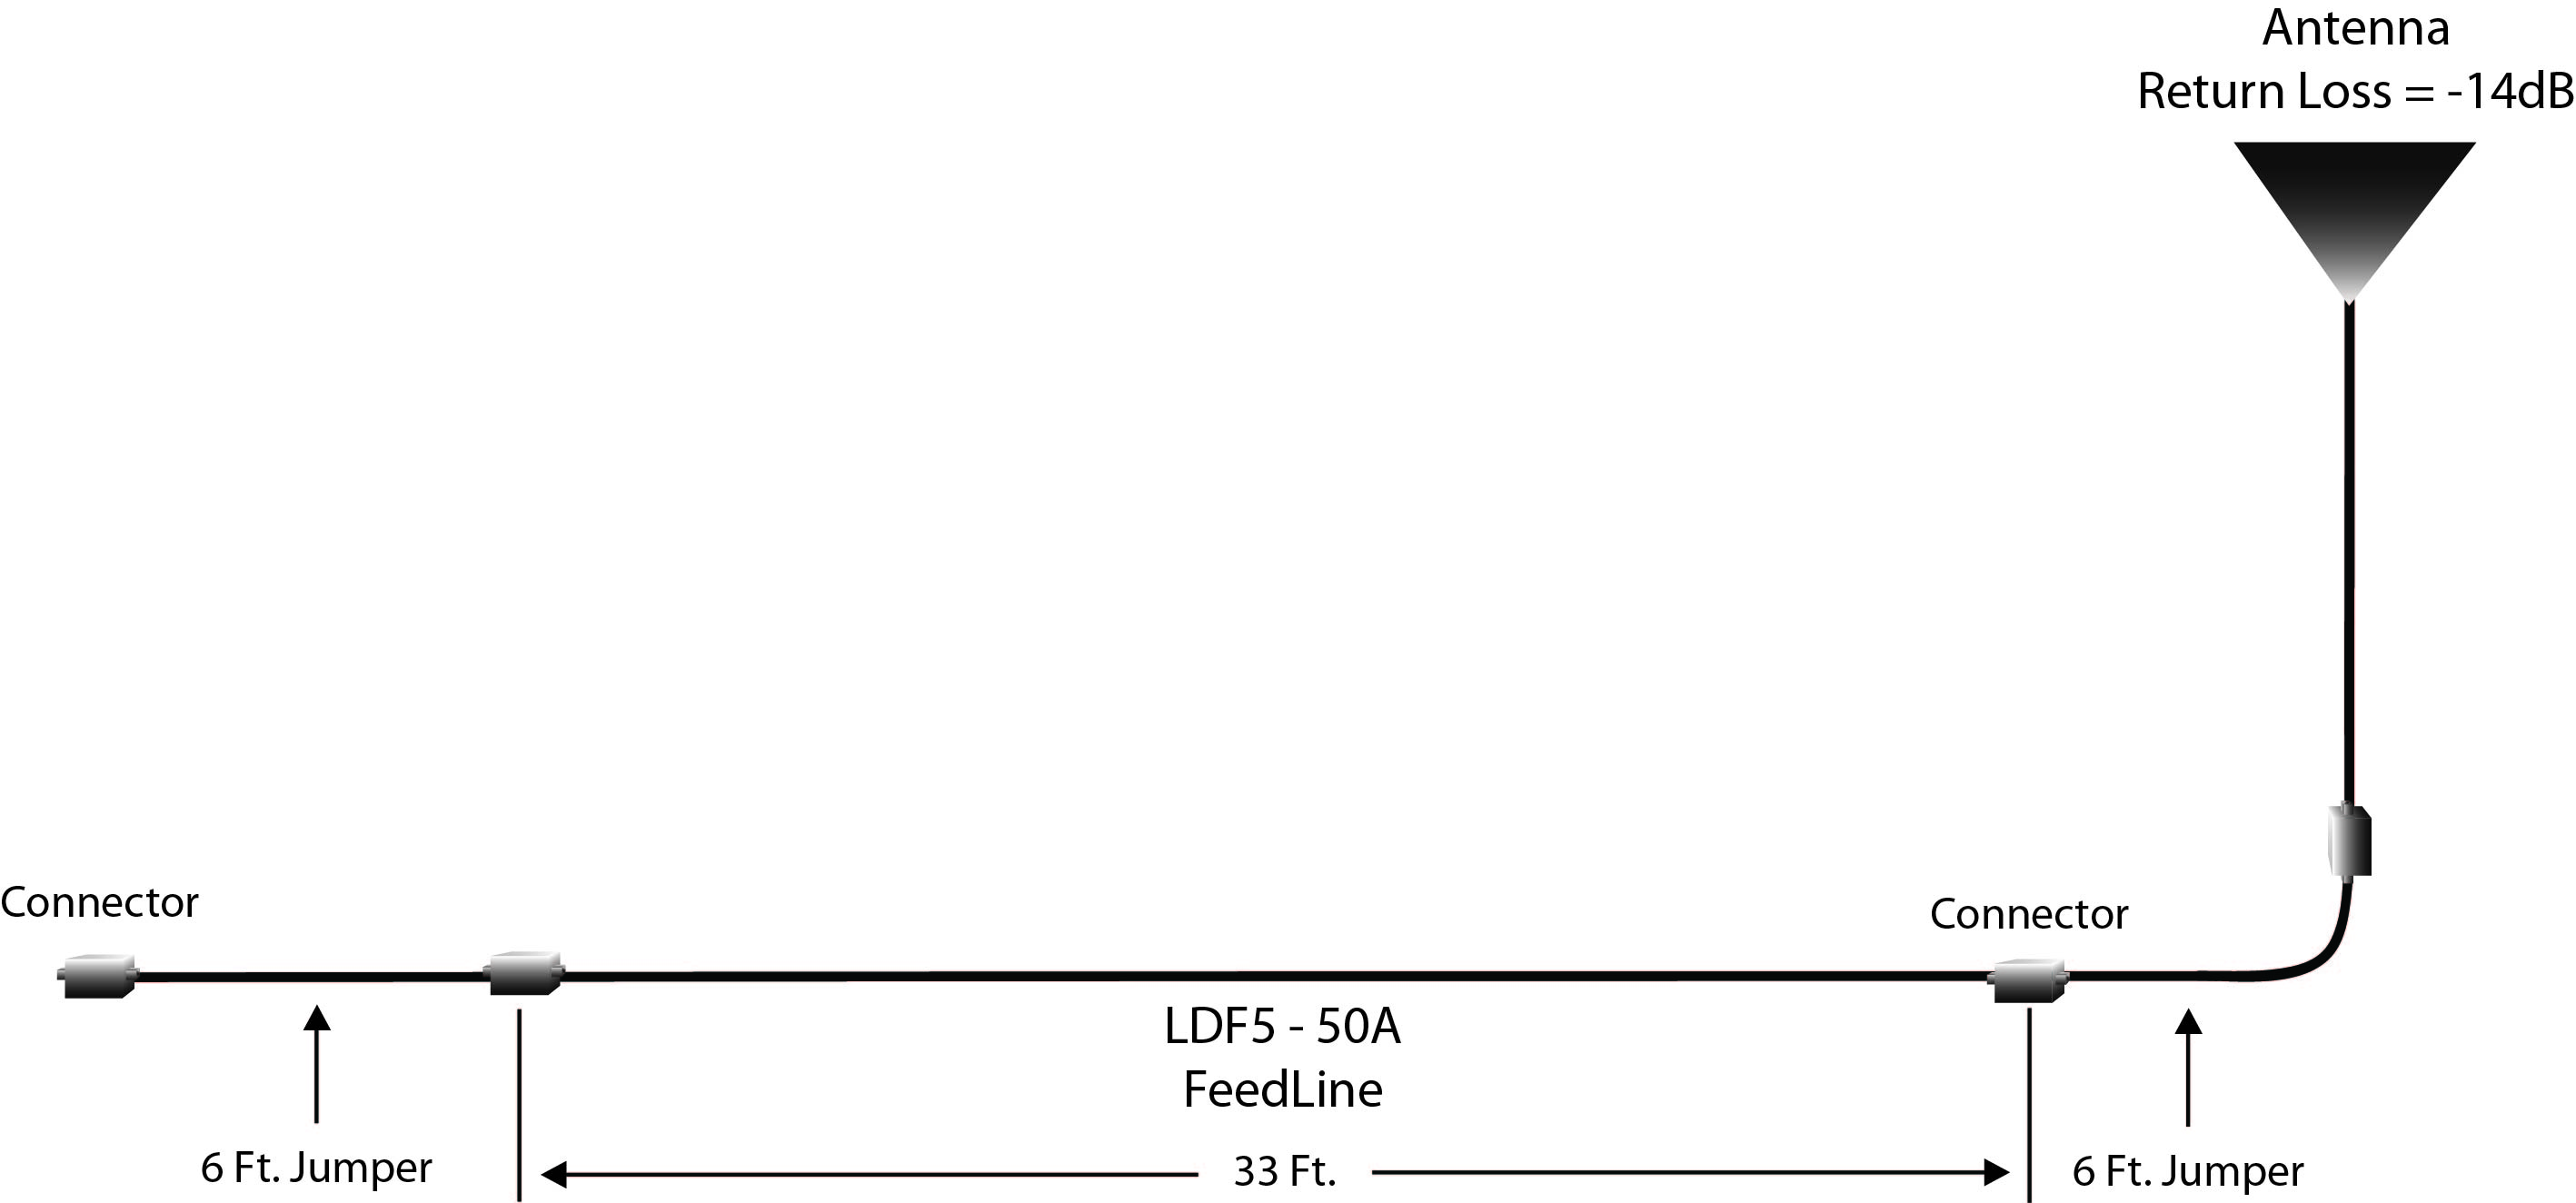 Antenna
Return Loss = -14dB
Connector
Connector
LDF5 - 50A
FeedLine
6 Ft. Jumper
33 Ft.
6 Ft. Jumper